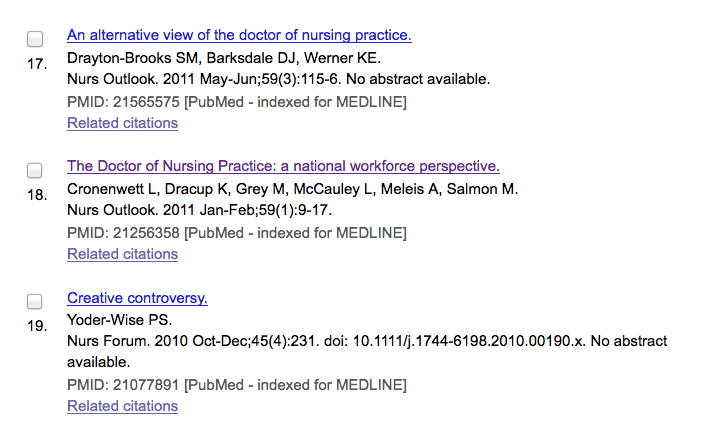 An alternative view of the doctor of nursing practice.
17. Drayton-Brooks SM, Barksdale DJ, Werner KE.
Nurs Outlook. 2011 May-Jun;59(3):115-6. No abstract available.
PMID: 21565575 [PubMed - indexed for MEDLINE]
Related citations
The Doctor of Nursing Practice: a national workforce perspective.
18. Cronenwett L, Dracup K, Grey M, McCauley L, Meleis A, Salmon M.
Nurs Outlook. 2011 Jan-Feb;59(1):9-17.
PMID: 21256358 [PubMed - indexed for MEDLINE]
Related citations
Creative controversy.
19. Yoder-Wise PS.
Nurs Forum. 2010 Oct-Dec;45(4):231. doi: 10.1111/j.1744-6198.2010.00190.x. No abstract
available.
PMID: 21077891 [PubMed - indexed for MEDLINE]
Related citations